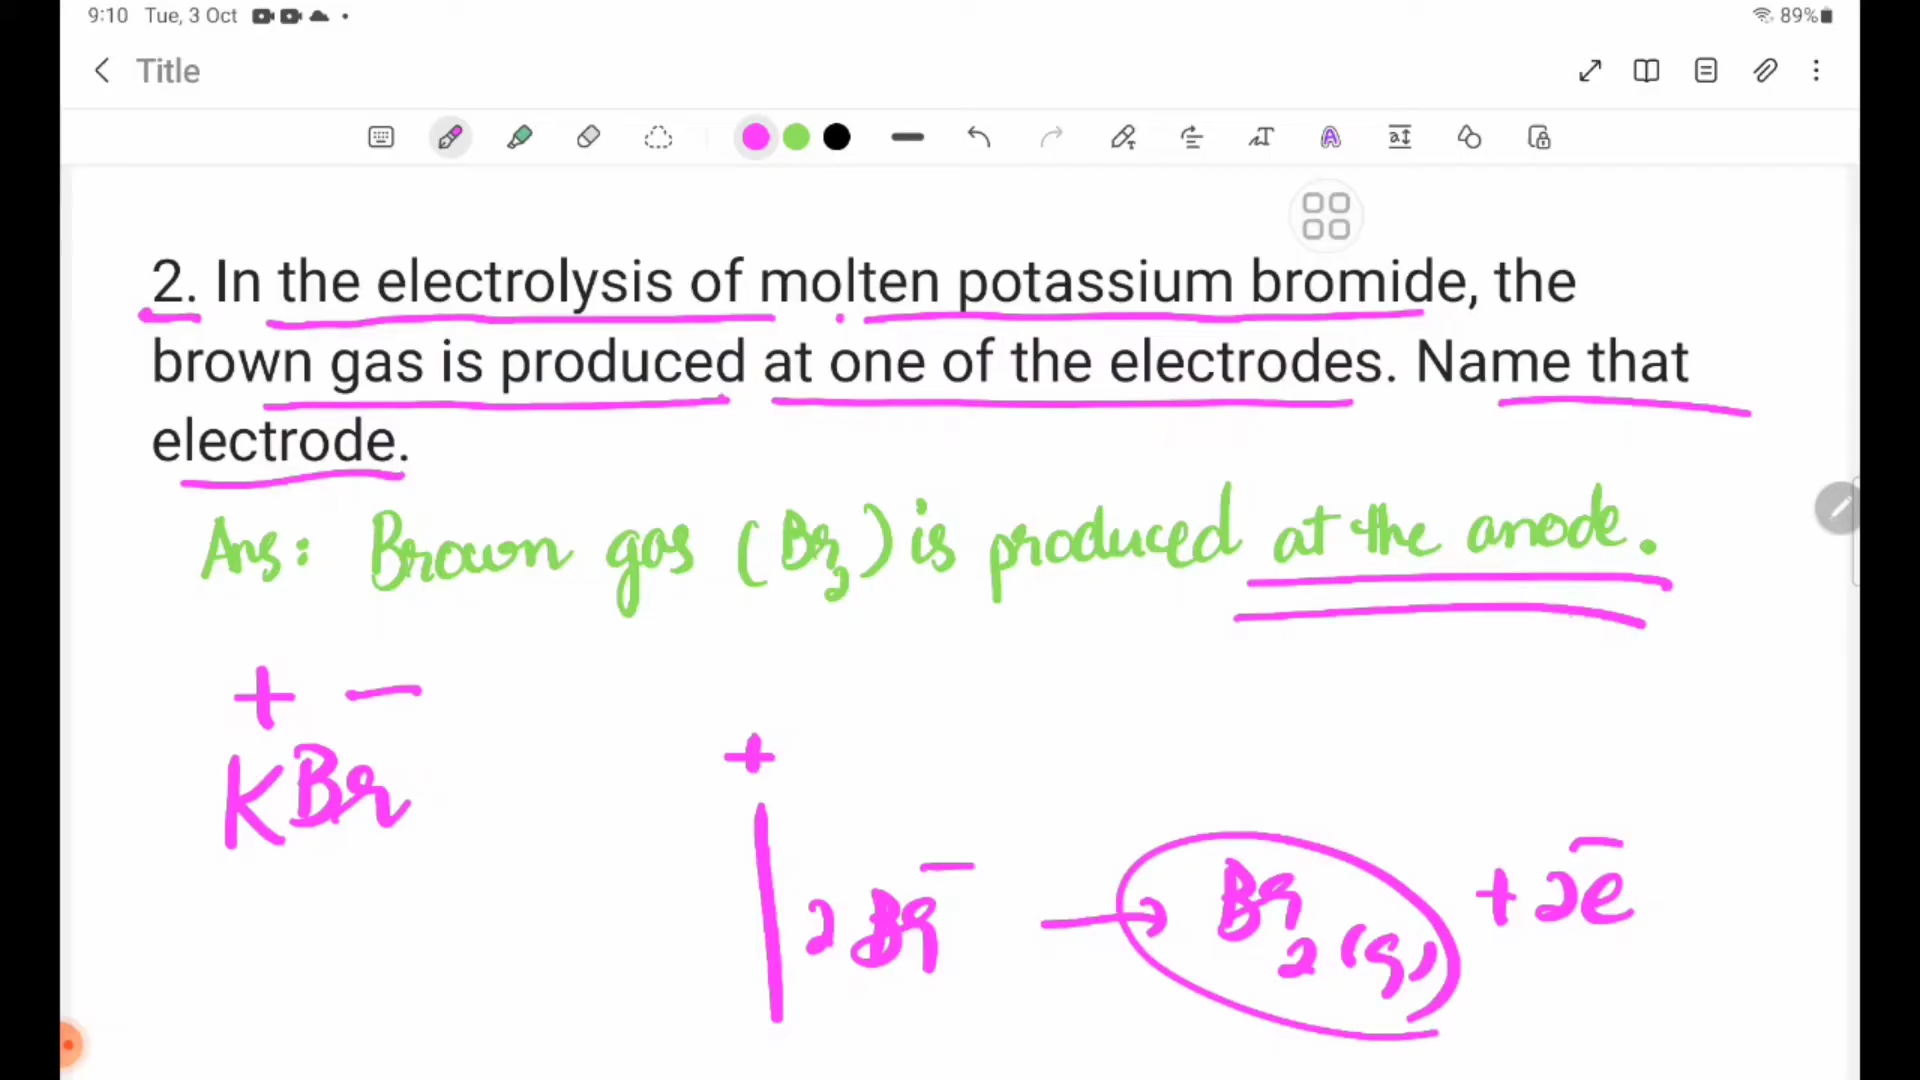 9:10 Tue, 3 Oct
89%
Title
2. In the electrolysis of molten potassium bromide, the
brown gas is produced at one of the electrodes. Name that
electrode.
Ans: Brown gas (Br₂) is produced at the anode.
+ −
KBr
+
2Br⁻ → Br₂(g) + 2e⁻